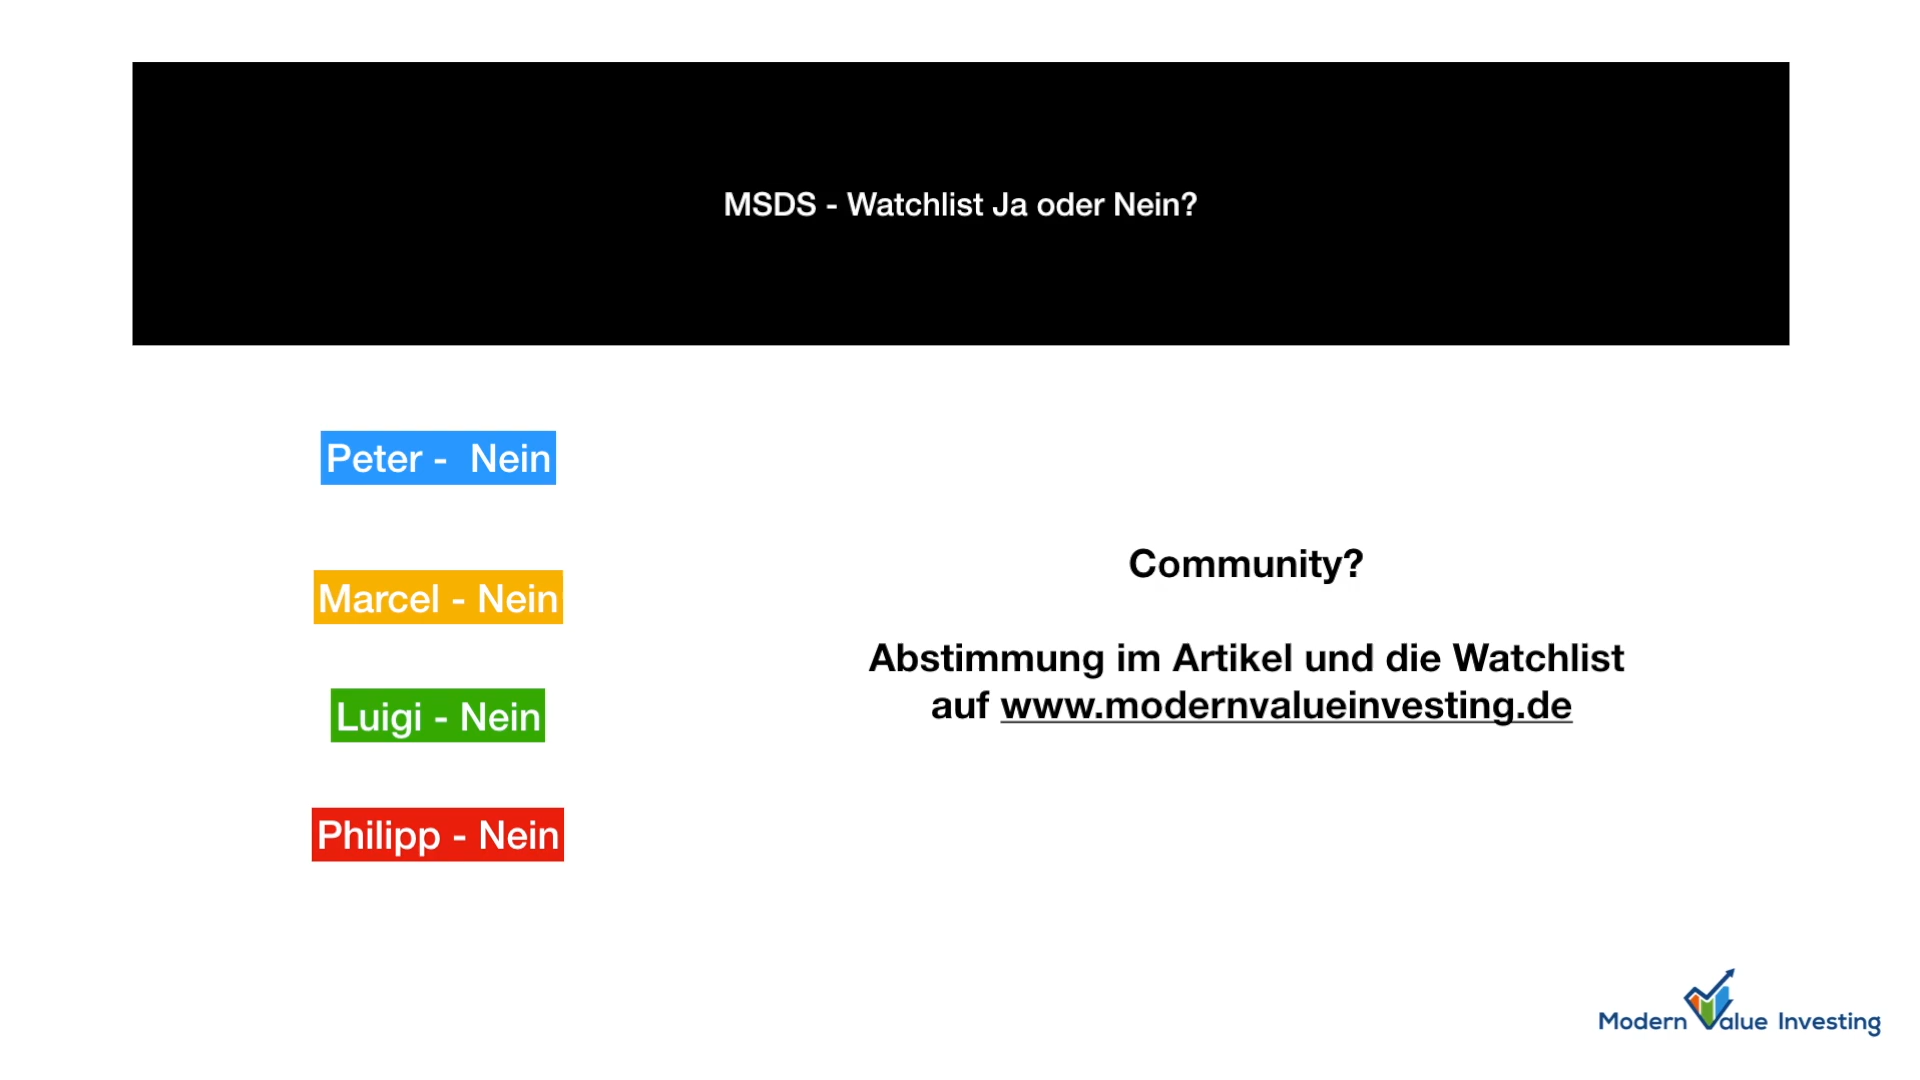 MSDS - Watchlist Ja oder Nein?
Peter - Nein
Marcel - Nein
Luigi - Nein
Philipp - Nein
Community?
Abstimmung im Artikel und die Watchlist
auf www.modernvalueinvesting.de
Modern Value Investing